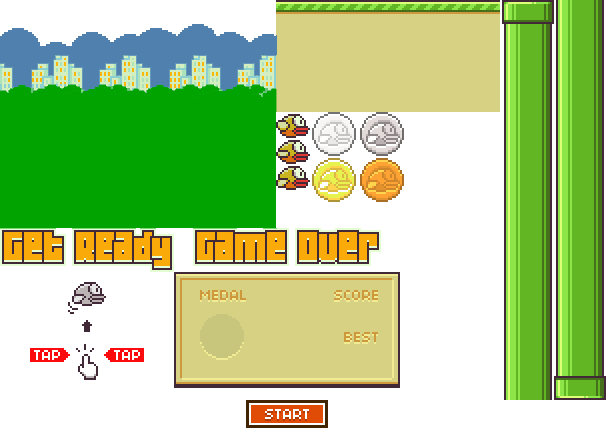 Get Ready
Game Over
MEDAL
SCORE
BEST
TAP
TAP
START